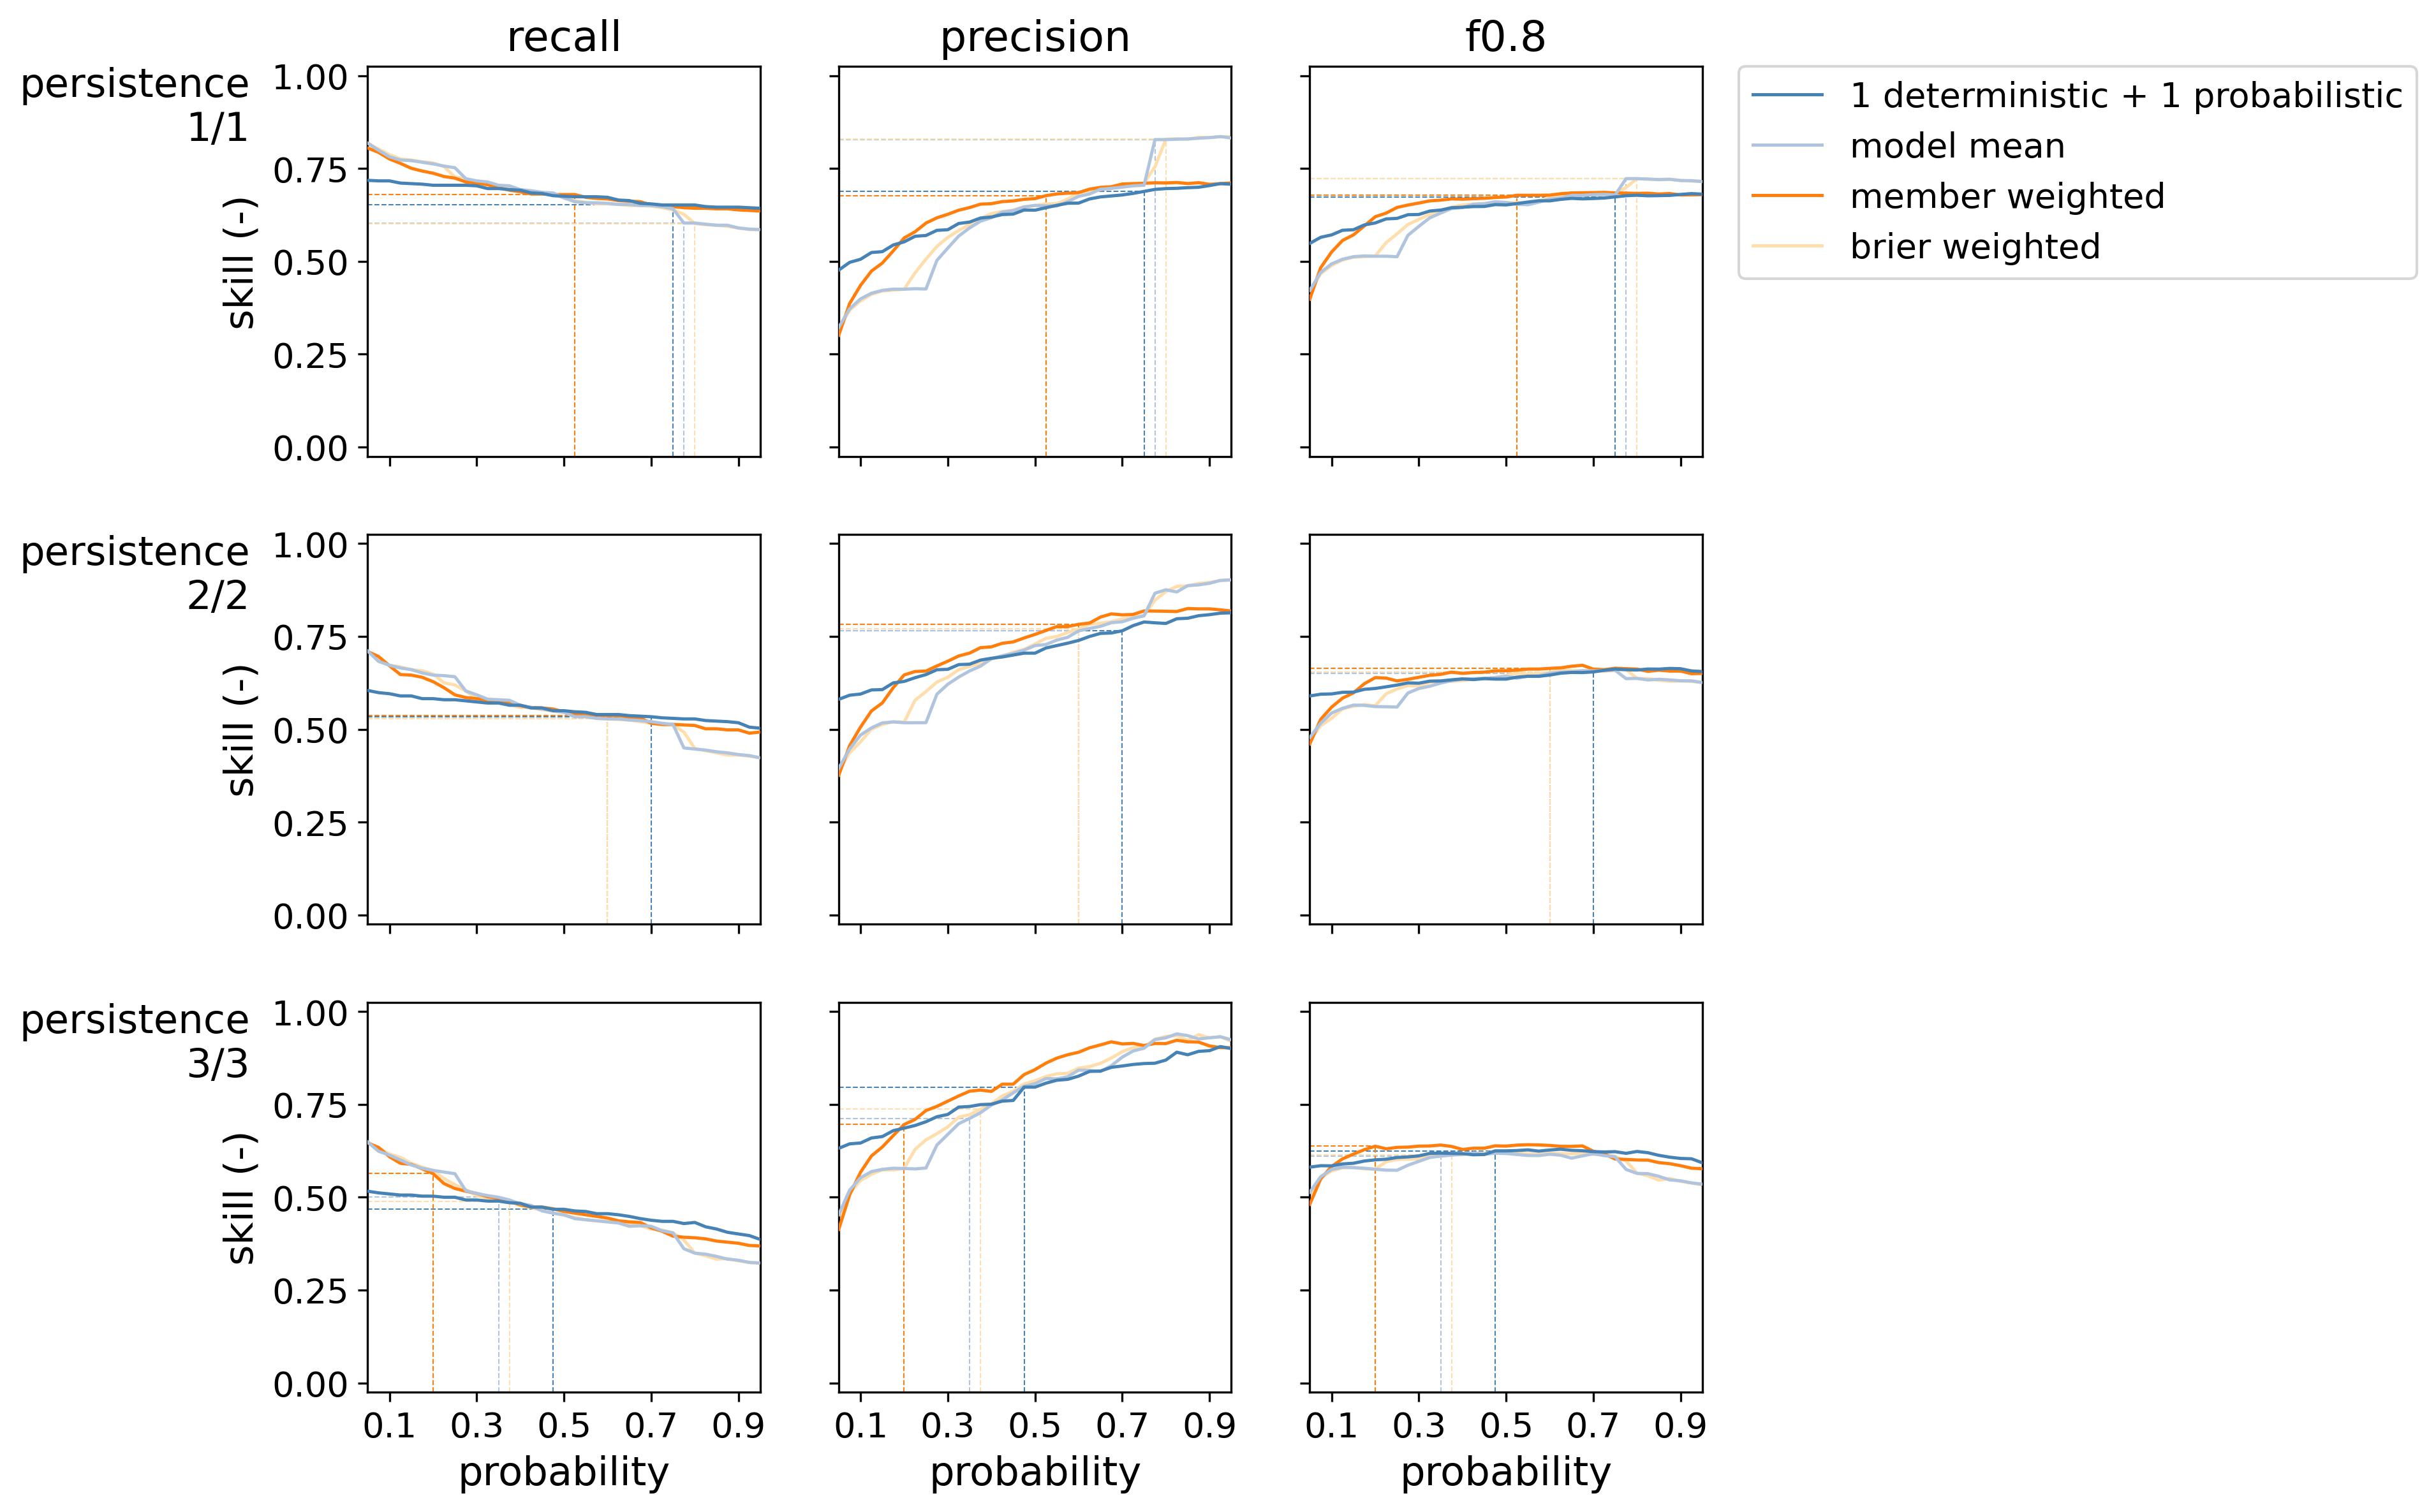 recall precision f0.8
persistence
1/1
1.00
0.75
0.50
0.25
0.00
skill (-)
1 deterministic + 1 probabilistic
model mean
member weighted
brier weighted
persistence
2/2
1.00
0.75
0.50
0.25
0.00
skill (-)
persistence
3/3
1.00
0.75
0.50
0.25
0.00
skill (-)
0.1 0.3 0.5 0.7 0.9 0.1 0.3 0.5 0.7 0.9 0.1 0.3 0.5 0.7 0.9
probability probability probability